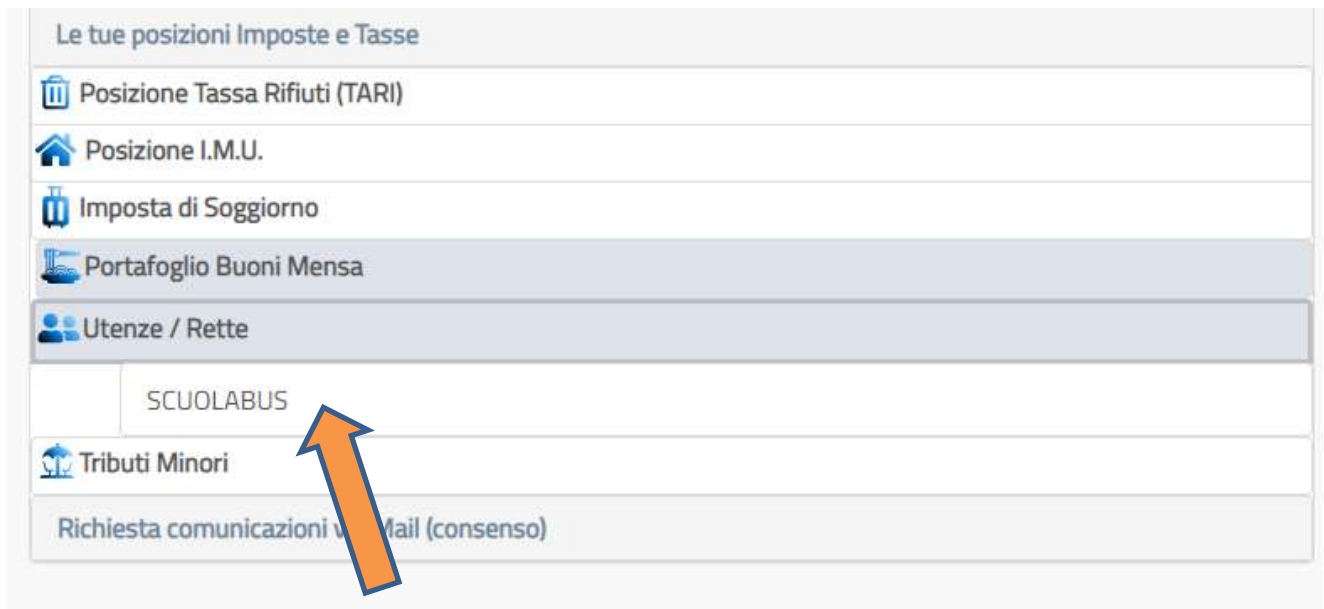 Le tue posizioni Imposte e Tasse
Posizione Tassa Rifiuti (TARI)
Posizione I.M.U.
Imposta di Soggiorno
Portafoglio Buoni Mensa
Utenze / Rette
SCUOLABUS
Tributi Minori
Richiesta comunicazioni Mail (consenso)